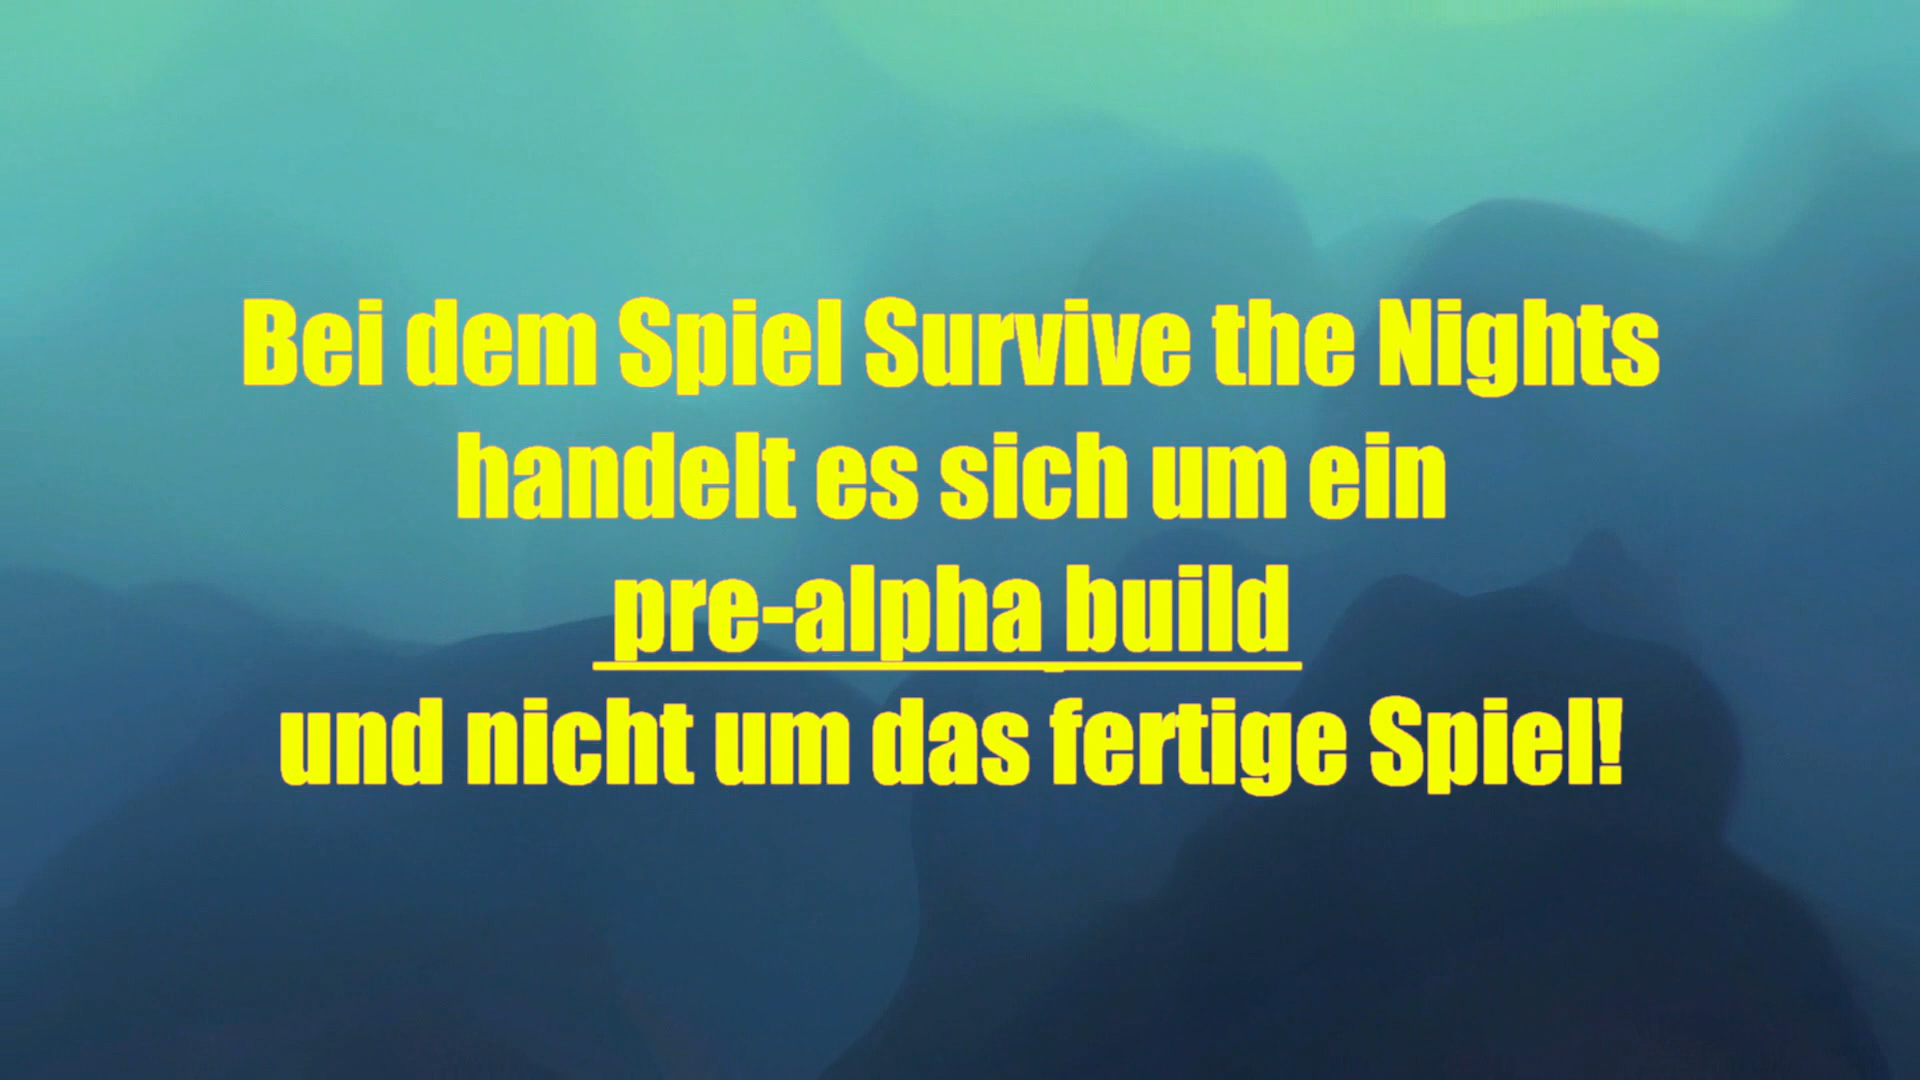 Bei dem Spiel Survive the Nights
handelt es sich um ein
pre-alpha build
und nicht um das fertige Spiel!